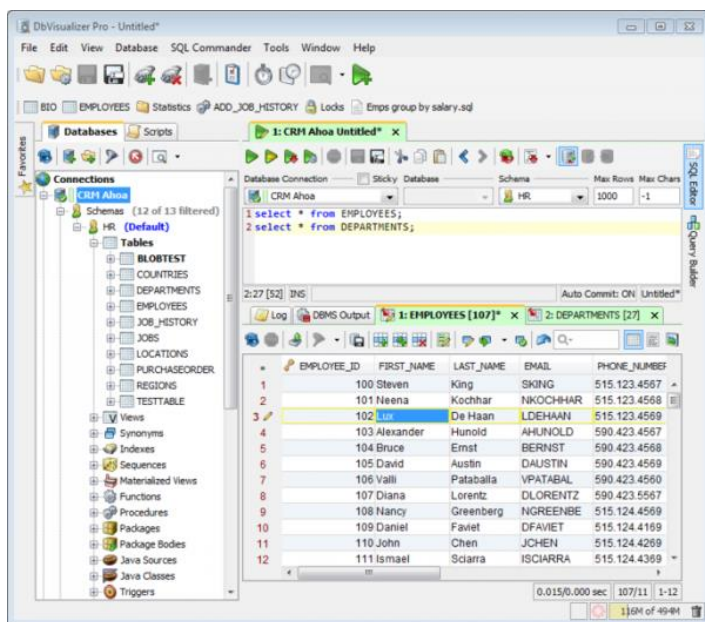 DbVisualizer Pro - Untitled*
File Edit View Database SQL Commander Tools Window Help
BIO EMPLOYEES Statistics ADD_JOB_HISTORY Locks Emps group by salary.sql
Favorites
Databases Scripts
Connections
CRM Ahoa
Schemas (12 of 13 filtered)
HR (Default)
Tables
BLOBTEST
COUNTRIES
DEPARTMENTS
EMPLOYEES
JOB_HISTORY
JOBS
LOCATIONS
PURCHASEORDER
REGIONS
TESTTABLE
Views
Synonyms
Indexes
Sequences
Materialized Views
Functions
Procedures
Packages
Package Bodies
Java Sources
Java Classes
Triggers
1: CRM Ahoa Untitled*
Database Connection Sticky Database Schema Max Rows Max Chars
CRM Ahoa HR 1000 -1
1 select * from EMPLOYEES;
2 select * from DEPARTMENTS;
2:27 [52] INS Auto Commit: ON Untitled*
SQL Editor
Query Builder
Log DBMS Output 1: EMPLOYEES [107]* 2: DEPARTMENTS [27]
* EMPLOYEE_ID FIRST_NAME LAST_NAME EMAIL PHONE_NUMBER
1 100 Steven King SKING 515.123.4567
2 101 Neena Kochhar NKOCHHAR 515.123.4568
3 102 Lux De Haan LDEHAAN 515.123.4569
4 103 Alexander Hunold AHUNOLD 590.423.4567
5 104 Bruce Ernst BERNST 590.423.4568
6 105 David Austin DAUSTIN 590.423.4569
7 106 Valli Pataballa VPATABAL 590.423.4560
8 107 Diana Lorentz DLORENTZ 590.423.5567
9 108 Nancy Greenberg NGREENBE 515.124.4569
10 109 Daniel Faviet DFAVIET 515.124.4169
11 110 John Chen JCHEN 515.124.4269
12 111 Ismael Sciarra ISCIARRA 515.124.4369
0.015/0.000 sec 107/11 1-12
116M of 494M